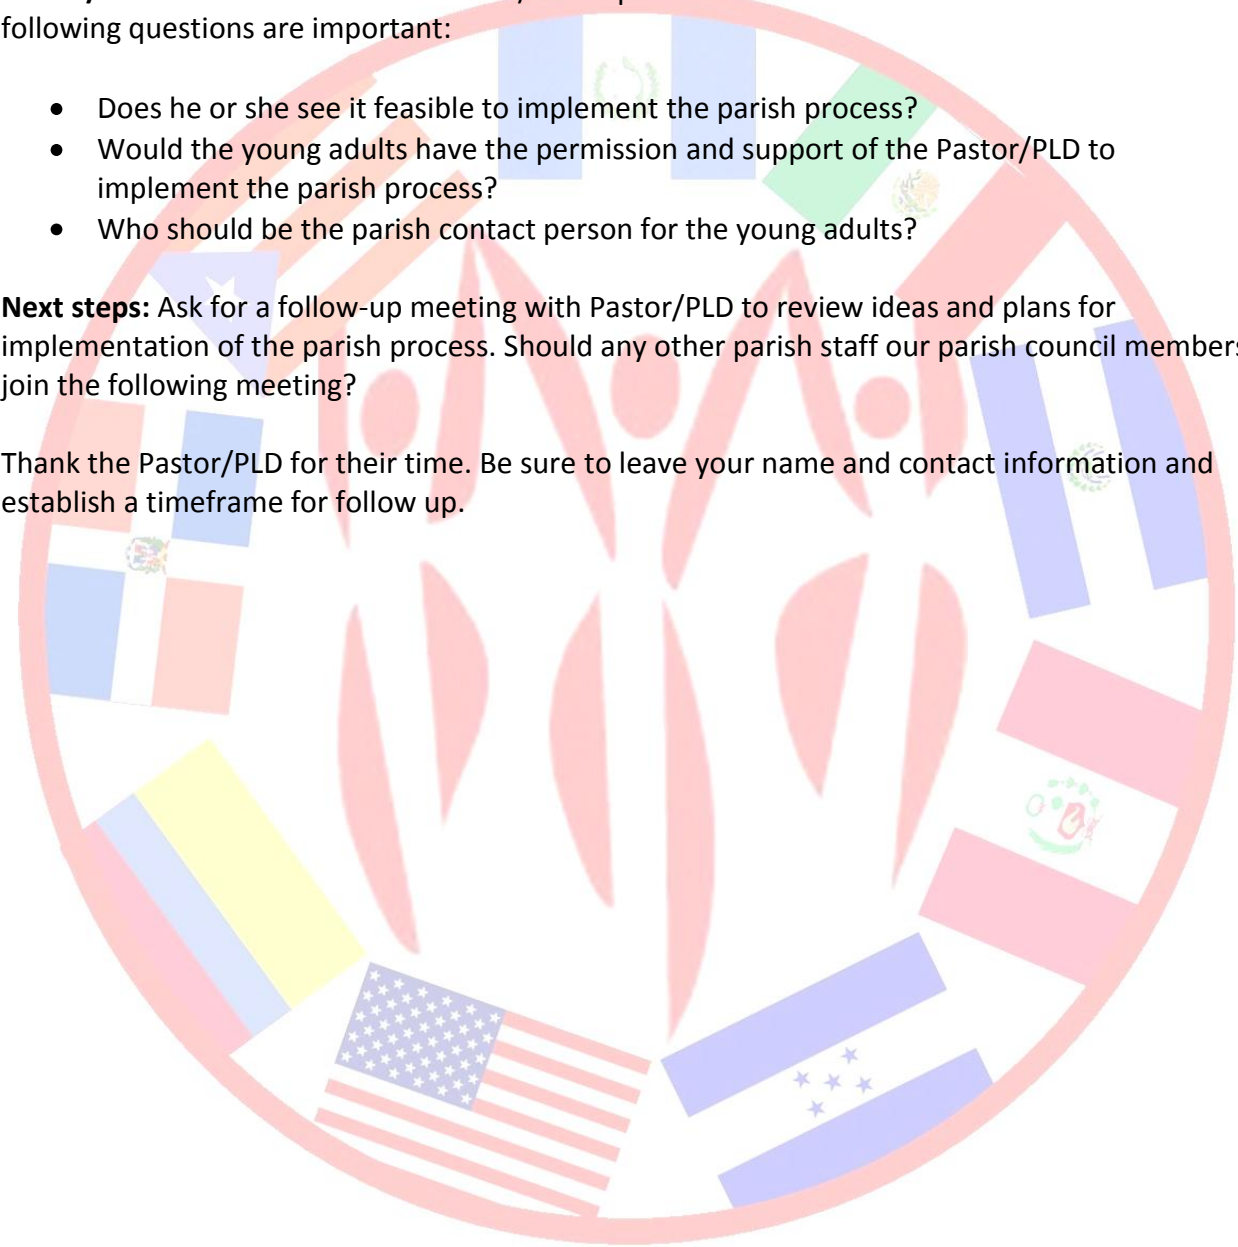 following questions are important:
• Does he or she see it feasible to implement the parish process?
• Would the young adults have the permission and support of the Pastor/PLD to
implement the parish process?
• Who should be the parish contact person for the young adults?
Next steps: Ask for a follow-up meeting with Pastor/PLD to review ideas and plans for
implementation of the parish process. Should any other parish staff our parish council members
join the following meeting?
Thank the Pastor/PLD for their time. Be sure to leave your name and contact information and
establish a timeframe for follow up.